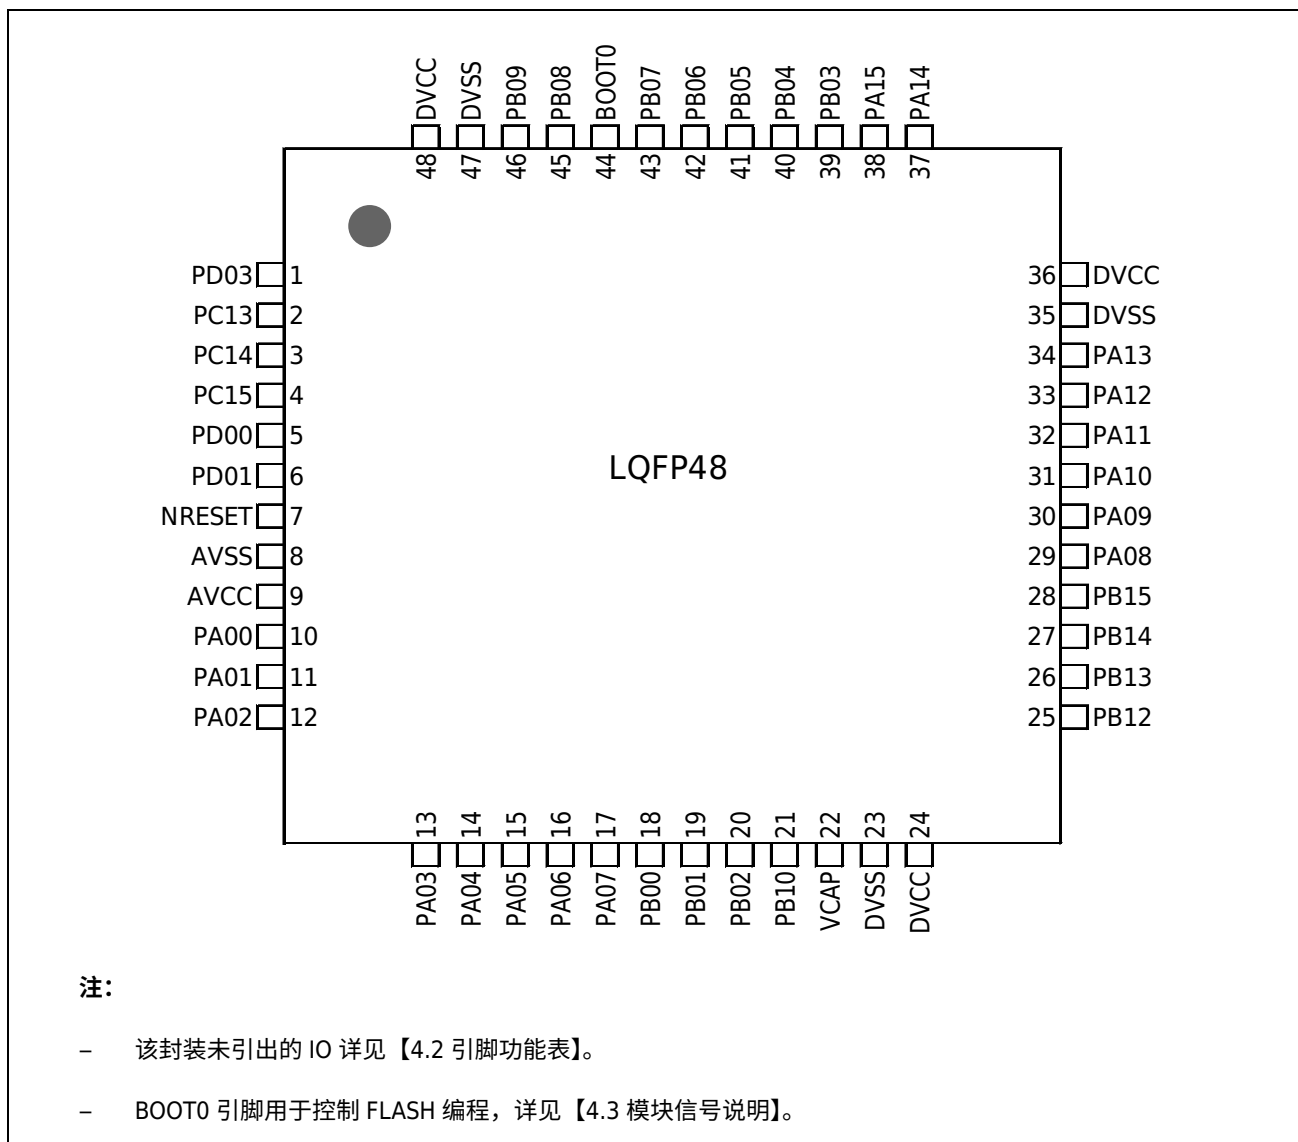 DVCC DVSS PB09 PB08 BOOT0 PB07 PB06 PB05 PB04 PB03 PA15 PA14
48 47 46 45 44 43 42 41 40 39 38 37
PD03 1 36 DVCC
PC13 2 35 DVSS
PC14 3 34 PA13
PC15 4 33 PA12
PD00 5 32 PA11
LQFP48
PD01 6 31 PA10
NRESET 7 30 PA09
AVSS 8 29 PA08
AVCC 9 28 PB15
PA00 10 27 PB14
PA01 11 26 PB13
PA02 12 25 PB12
13 14 15 16 17 18 19 20 21 22 23 24
PA03 PA04 PA05 PA06 PA07 PB00 PB01 PB02 PB10 VCAP DVSS DVCC
注：
– 该封装未引出的 IO 详见【4.2 引脚功能表】。
– BOOT0 引脚用于控制 FLASH 编程，详见【4.3 模块信号说明】。